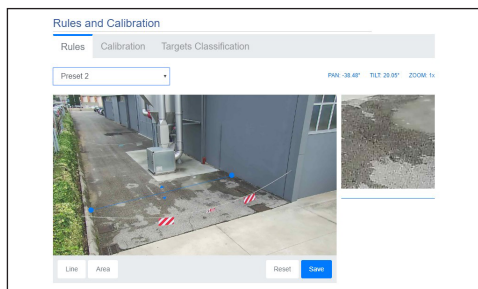 Rules and Calibration
Rules Calibration Targets Classification
Preset 2
PAN: -38.48° TILT: 20.05° ZOOM: 1x
Line Area Reset Save